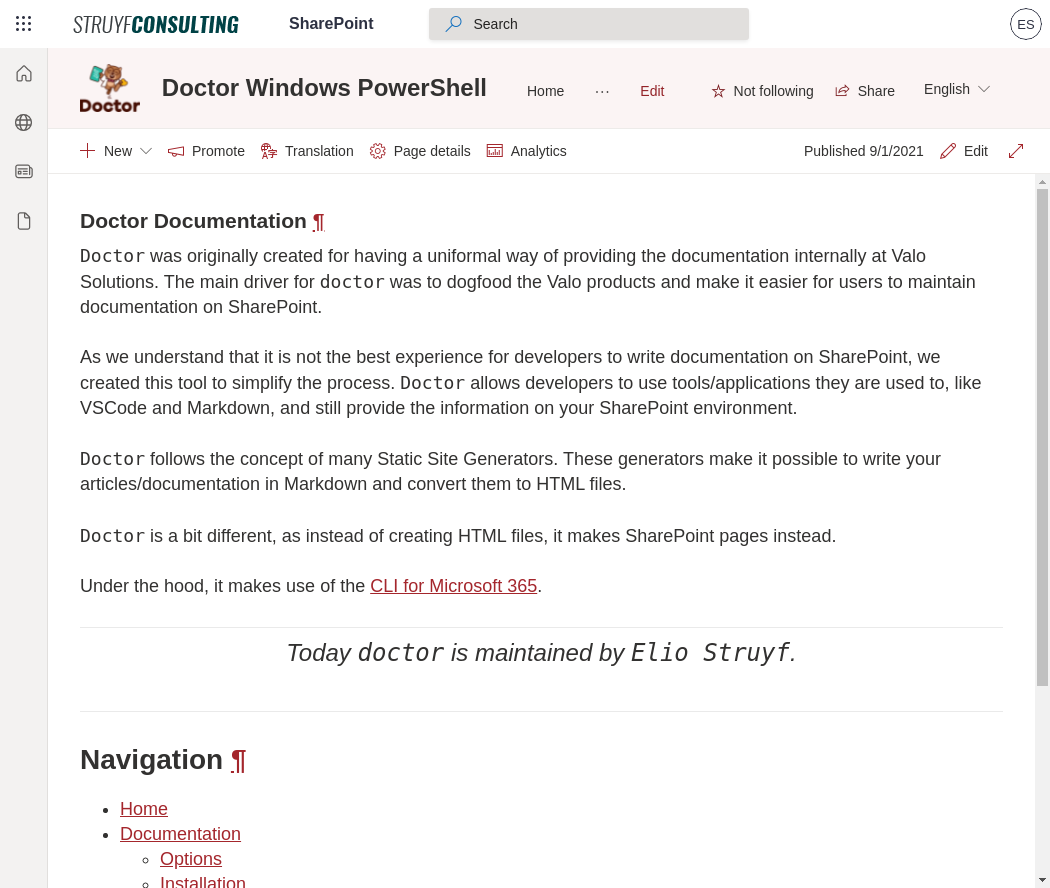 STRUYFCONSULTING SharePoint Search ES
Doctor Doctor Windows PowerShell Home ... Edit Not following Share English
New Promote Translation Page details Analytics Published 9/1/2021 Edit
Doctor Documentation ¶
Doctor was originally created for having a uniformal way of providing the documentation internally at Valo
Solutions. The main driver for doctor was to dogfood the Valo products and make it easier for users to maintain
documentation on SharePoint.
As we understand that it is not the best experience for developers to write documentation on SharePoint, we
created this tool to simplify the process. Doctor allows developers to use tools/applications they are used to, like
VSCode and Markdown, and still provide the information on your SharePoint environment.
Doctor follows the concept of many Static Site Generators. These generators make it possible to write your
articles/documentation in Markdown and convert them to HTML files.
Doctor is a bit different, as instead of creating HTML files, it makes SharePoint pages instead.
Under the hood, it makes use of the CLI for Microsoft 365.
Today doctor is maintained by Elio Struyf.
Navigation ¶
Home
Documentation
Options
Installation